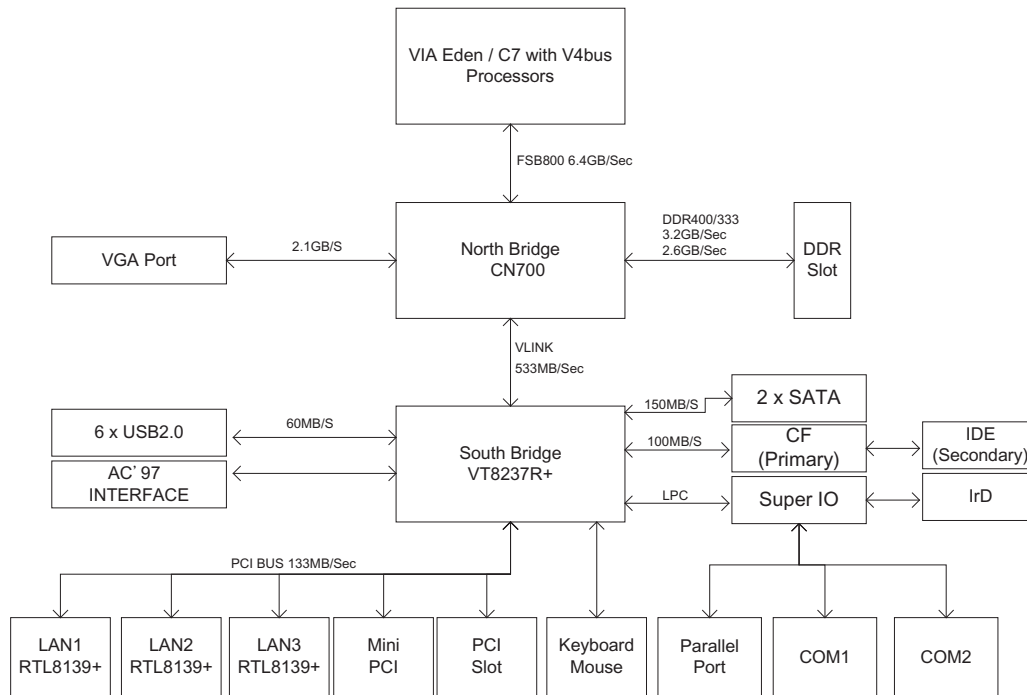 VIA Eden / C7 with V4bus
Processors
FSB800 6.4GB/Sec
VGA Port
2.1GB/S
North Bridge
CN700
DDR400/333
3.2GB/Sec
2.6GB/Sec
DDR
Slot
VLINK
533MB/Sec
6 x USB2.0
60MB/S
AC' 97
INTERFACE
South Bridge
VT8237R+
150MB/S
2 x SATA
100MB/S
CF
(Primary)
IDE
(Secondary)
LPC
Super IO
IrD
PCI BUS 133MB/Sec
LAN1
RTL8139+
LAN2
RTL8139+
LAN3
RTL8139+
Mini
PCI
PCI
Slot
Keyboard
Mouse
Parallel
Port
COM1
COM2